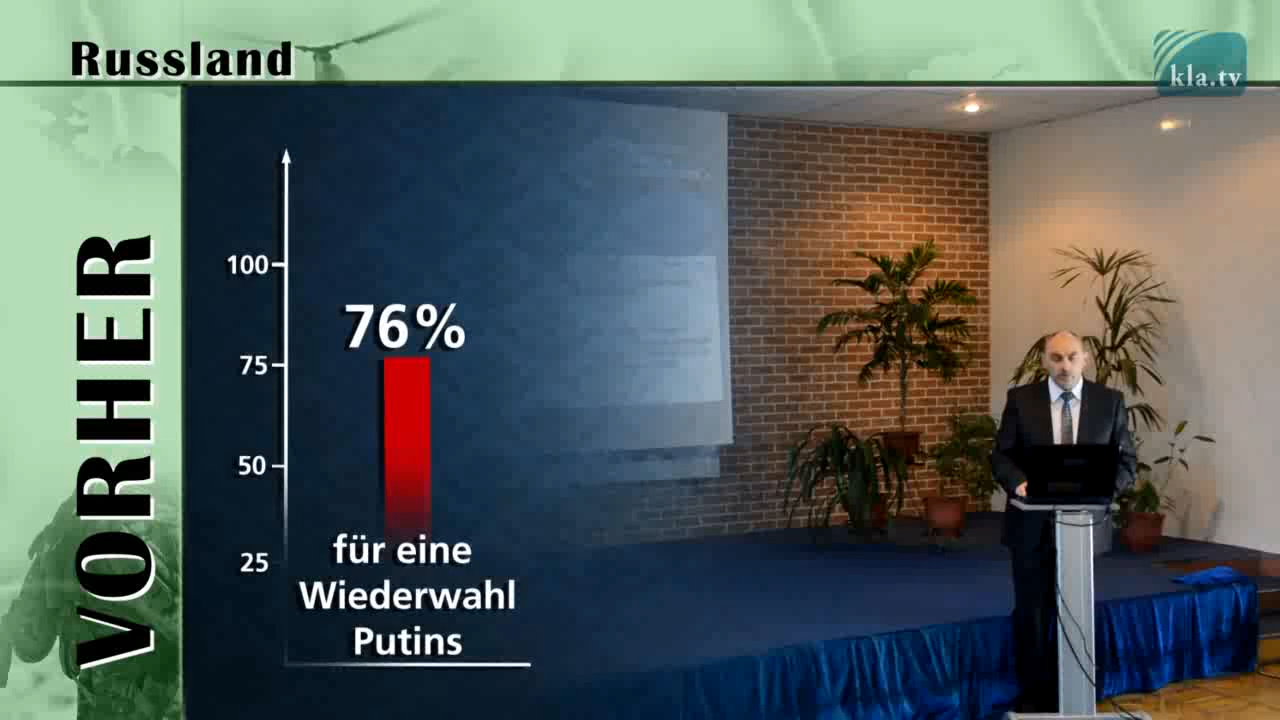 Russland
kla.tv
VORHER
100
75
50
25
76%
für eine
Wiederwahl
Putins